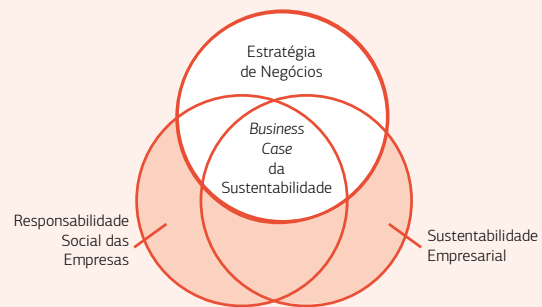 Estratégia
de Negócios
Business
Case
da
Sustentabilidade
Responsabilidade
Social das
Empresas
Sustentabilidade
Empresarial